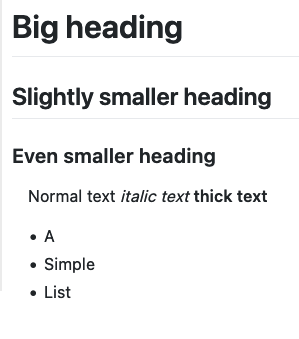 Big heading
Slightly smaller heading
Even smaller heading
Normal text italic text thick text
• A
• Simple
• List